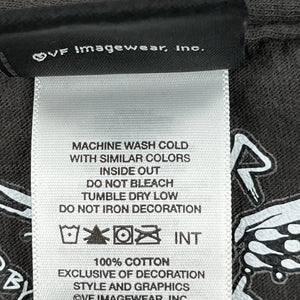 ©VF Imagewear, Inc.
MACHINE WASH COLD
WITH SIMILAR COLORS
INSIDE OUT
DO NOT BLEACH
TUMBLE DRY LOW
DO NOT IRON DECORATION
INT
100% COTTON
EXCLUSIVE OF DECORATION
STYLE AND GRAPHICS
©VF IMAGEWEAR, INC.
R
BY